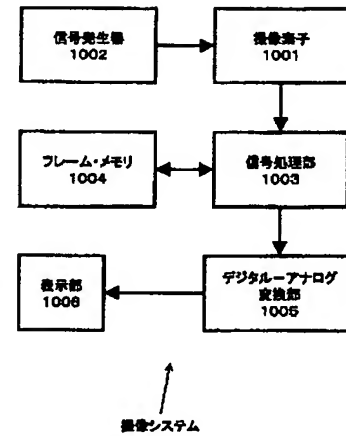 信号発生器
1002
撮像素子
1001
フレーム・メモリ
1004
信号処理部
1003
表示部
1006
デジタルーアナログ
変換部
1005
撮像システム